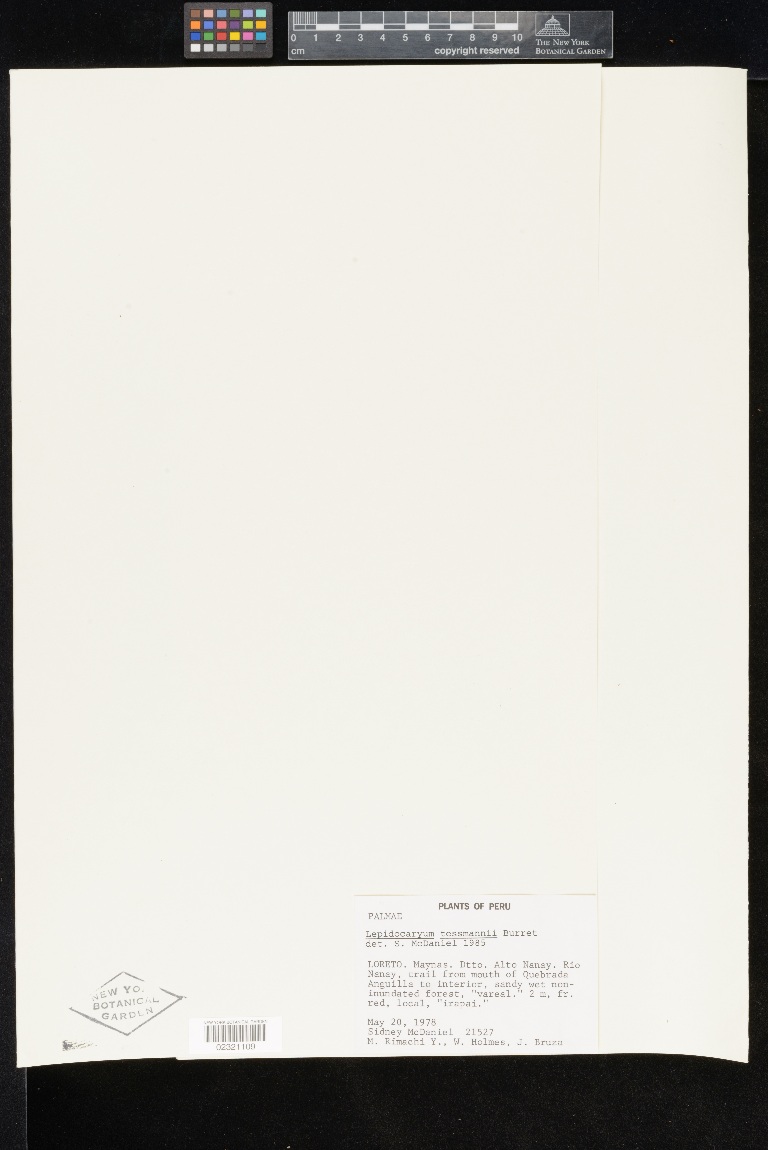 0 1 2 3 4 5 6 7 8 9 10
cm
copyright reserved
THE NEW YORK
BOTANICAL GARDEN
PLANTS OF PERU
PALMAE
Lepidocaryum tessmannii Burret
det. S. McDaniel 1985
LORETO. Maynas. Dtto. Alto Nanay. Rio
Nanay, trail from mouth of Quebrada
Anguilla to interior, sandy wet non-
inundated forest, "vareal." 2 m, fr.
red, local, "irapai."
May 20, 1978
Sidney McDaniel 21527
M. Rimachi Y., W. Holmes, J. Bruzo
NEW YO
BOTANICAL
GARDEN
02321109